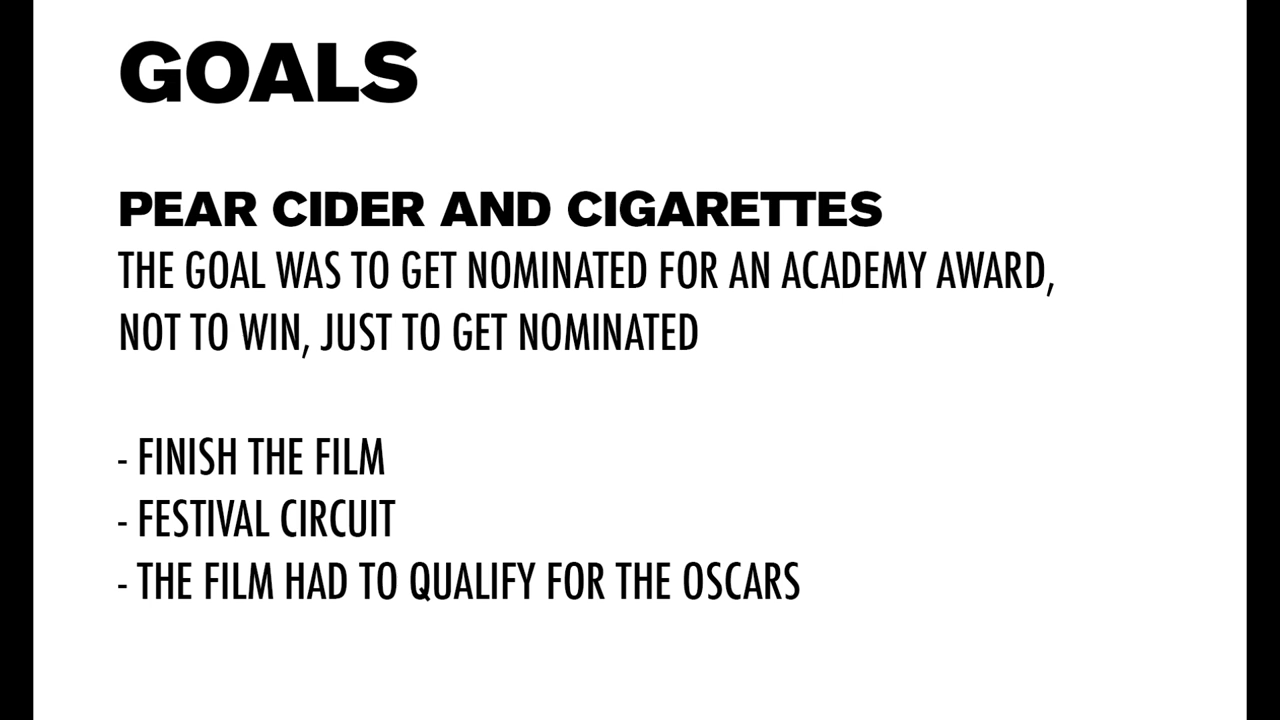 GOALS
PEAR CIDER AND CIGARETTES
THE GOAL WAS TO GET NOMINATED FOR AN ACADEMY AWARD,
NOT TO WIN, JUST TO GET NOMINATED
- FINISH THE FILM
- FESTIVAL CIRCUIT
- THE FILM HAD TO QUALIFY FOR THE OSCARS